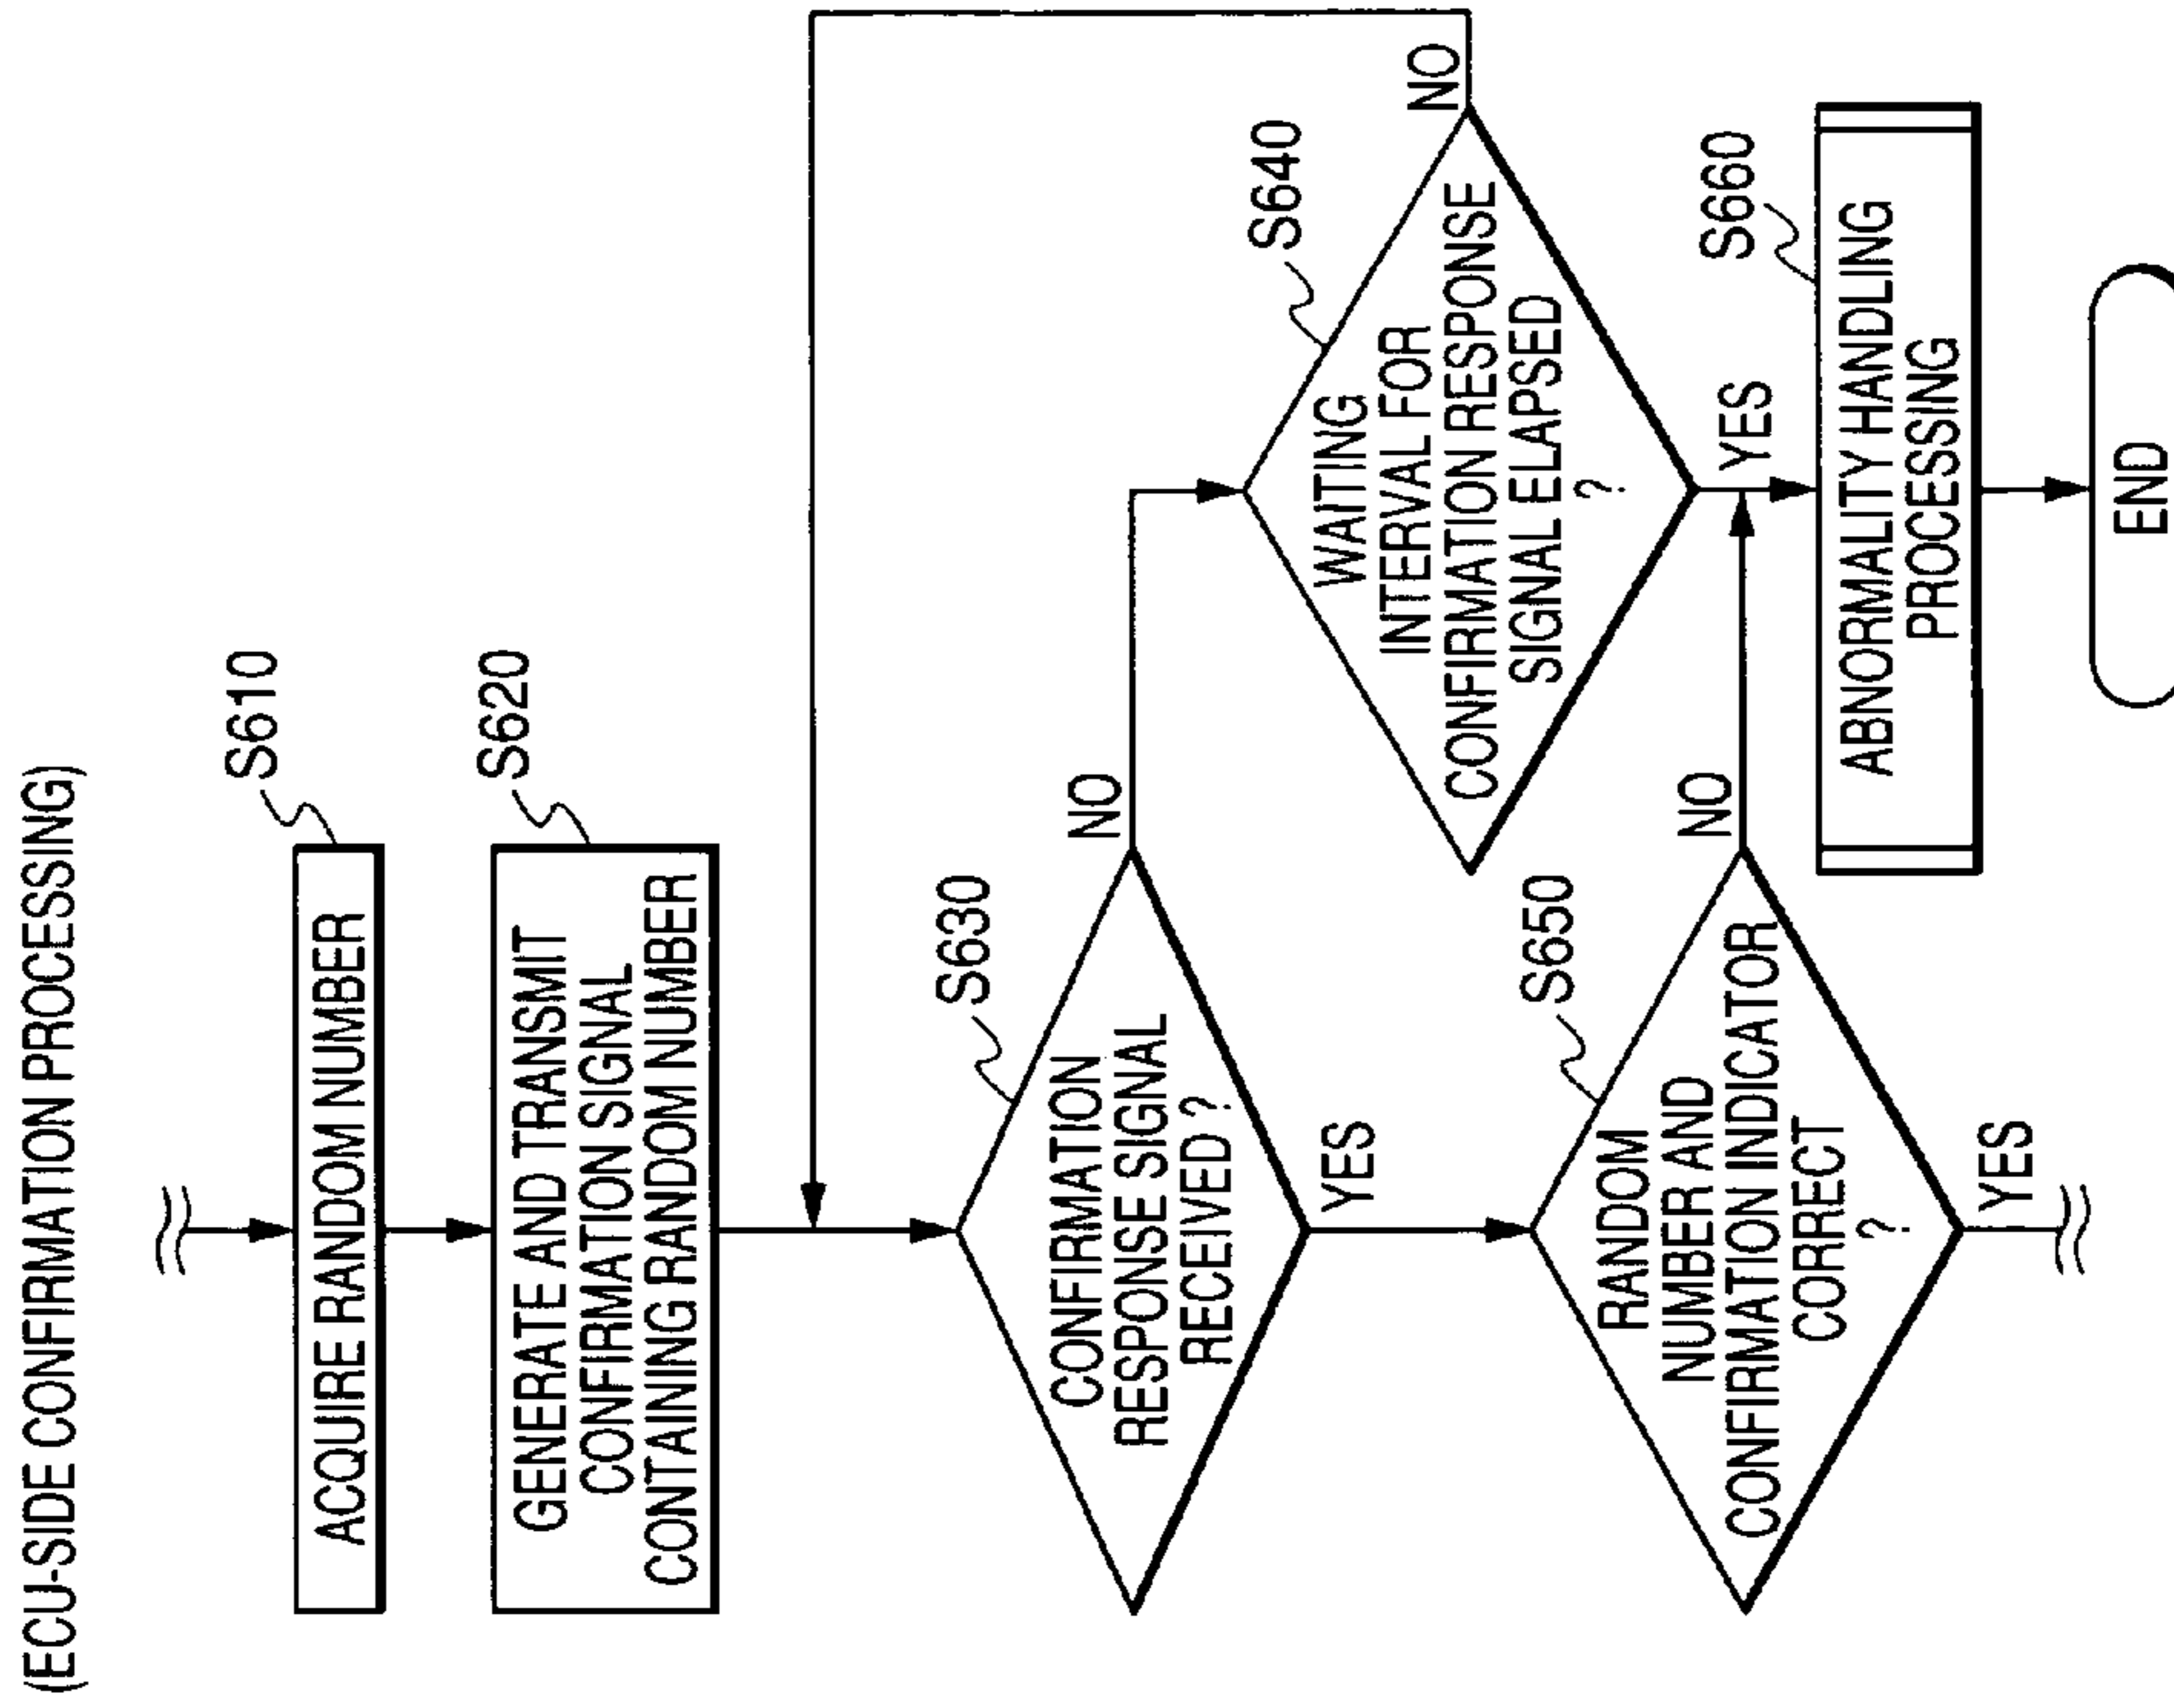 (ECU-SIDE CONFIRMATION PROCESSING)
S610
ACQUIRE RANDOM NUMBER
S620
GENERATE AND TRANSMIT
CONFIRMATION SIGNAL
CONTAINING RANDOM NUMBER
S630
CONFIRMATION
RESPONSE SIGNAL
RECEIVED ?
NO
YES
S640
WAITING
INTERVAL FOR
CONFIRMATION RESPONSE
SIGNAL ELAPSED
?
NO
YES
S650
RANDOM
NUMBER AND
CONFIRMATION INDICATOR
CORRECT
?
NO
YES
S660
ABNORMALITY HANDLING
PROCESSING
END